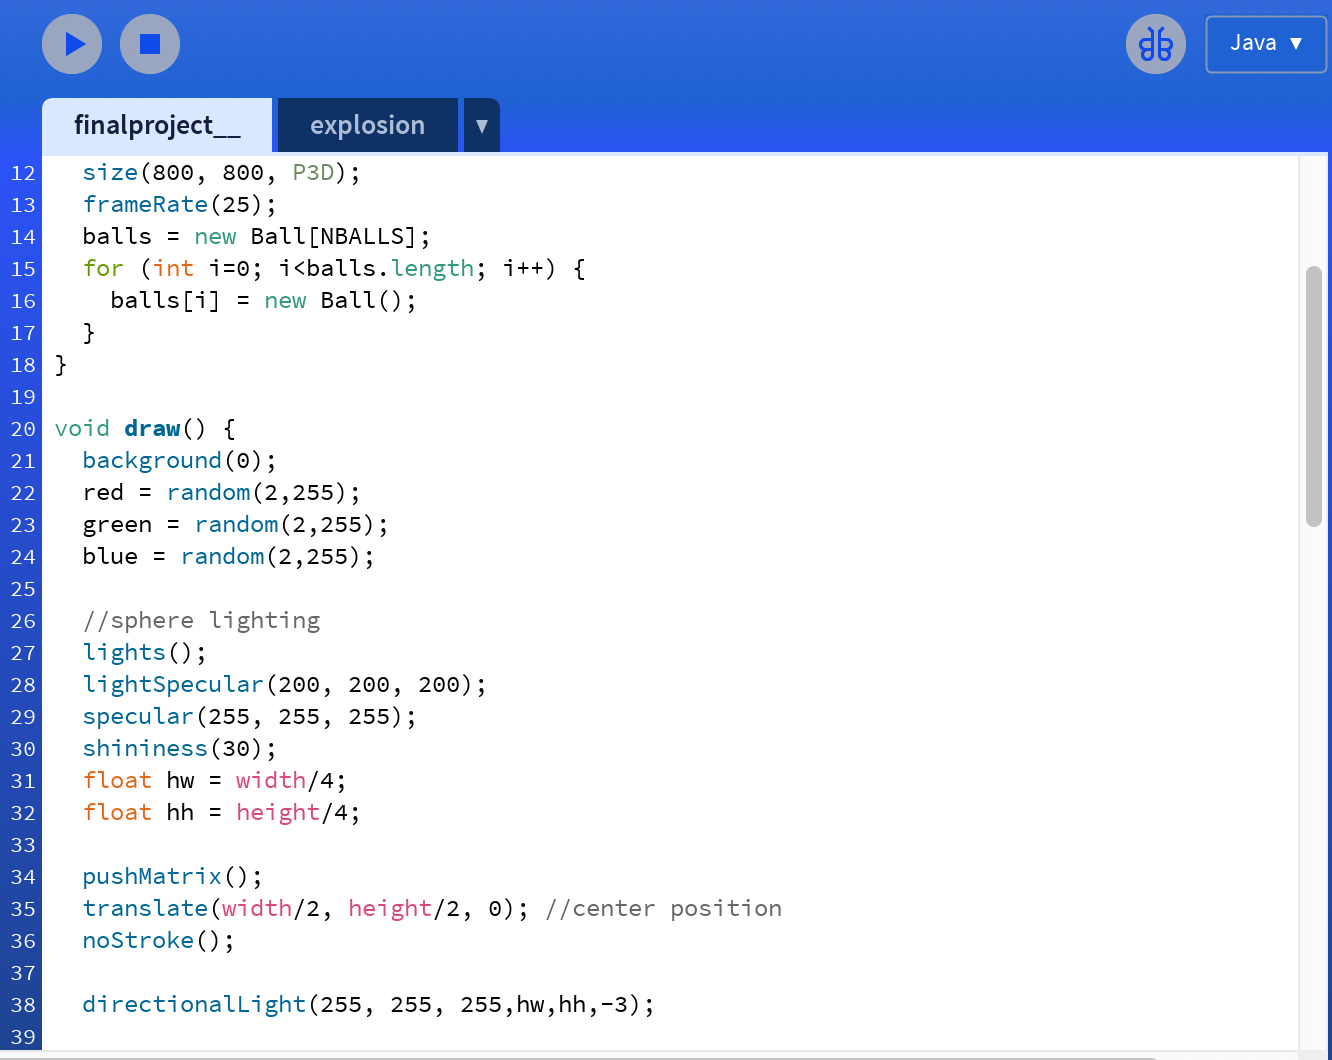 Java ▼
finalproject__ explosion ▼
12 size(800, 800, P3D);
13 frameRate(25);
14 balls = new Ball[NBALLS];
15 for (int i=0; i<balls.length; i++) {
16 balls[i] = new Ball();
17 }
18 }
19
20 void draw() {
21 background(0);
22 red = random(2,255);
23 green = random(2,255);
24 blue = random(2,255);
25
26 //sphere lighting
27 lights();
28 lightSpecular(200, 200, 200);
29 specular(255, 255, 255);
30 shininess(30);
31 float hw = width/4;
32 float hh = height/4;
33
34 pushMatrix();
35 translate(width/2, height/2, 0); //center position
36 noStroke();
37
38 directionalLight(255, 255, 255,hw,hh,-3);
39